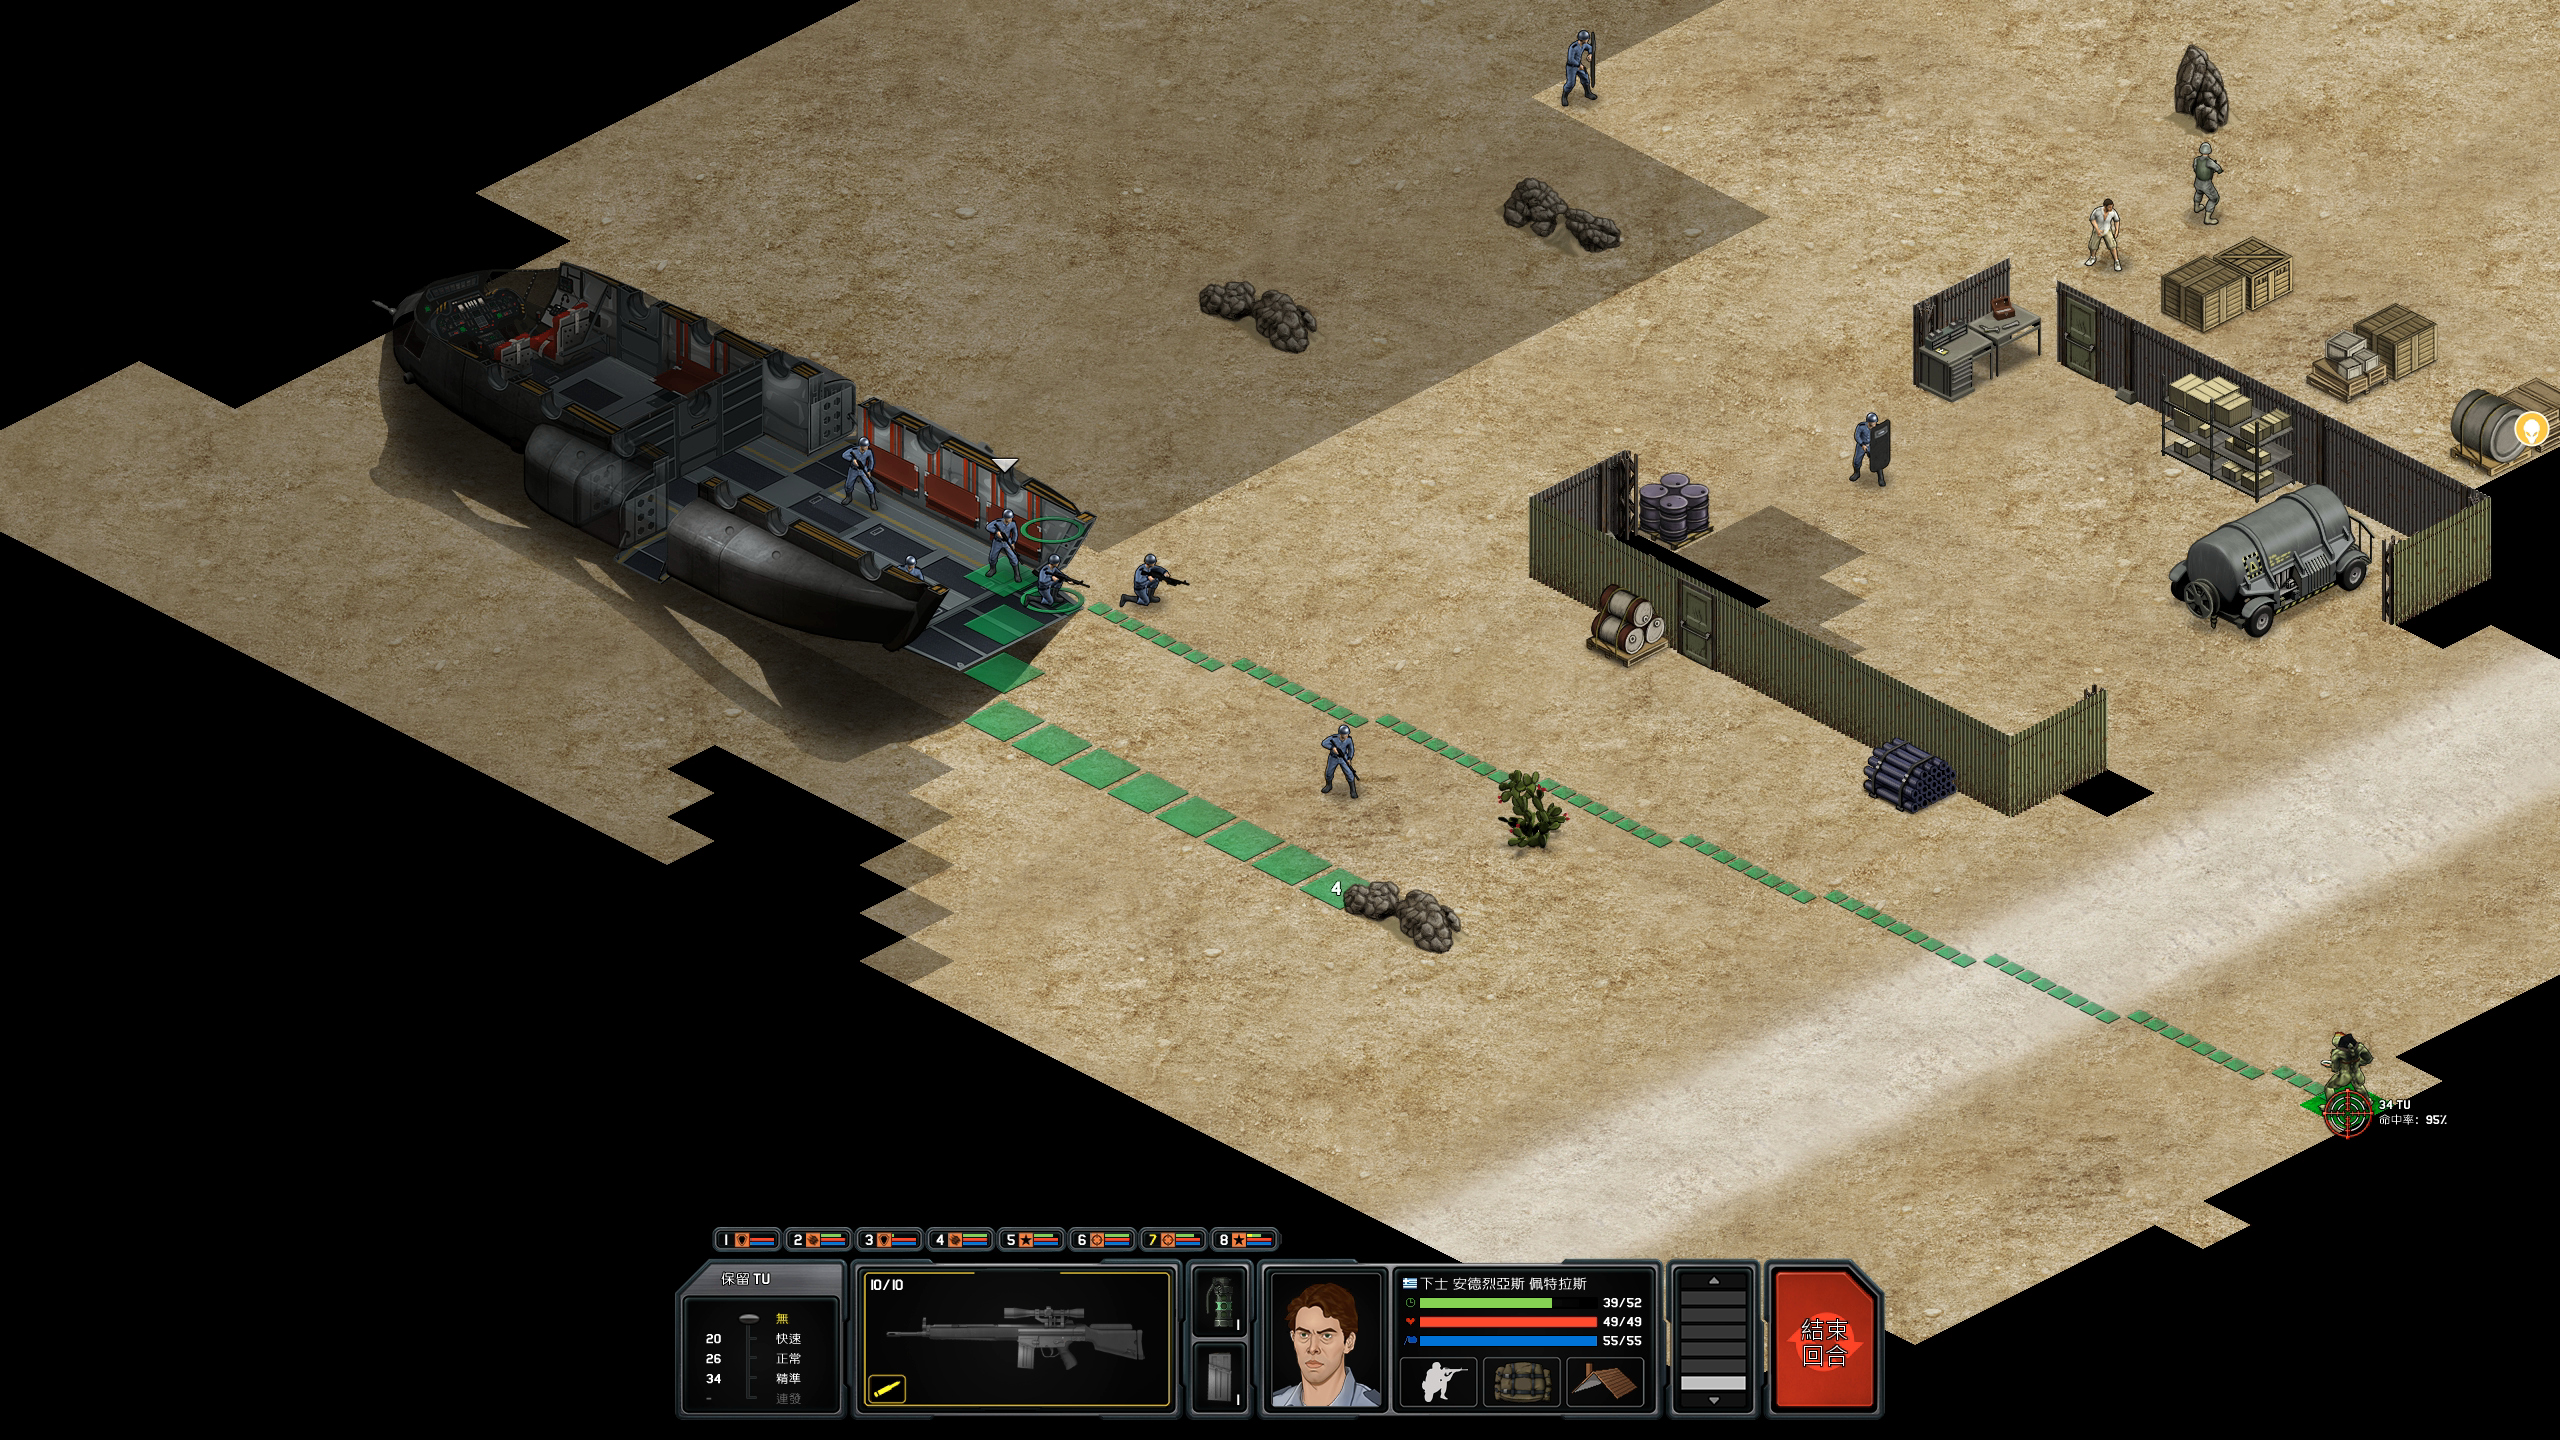 4
34 TU
命中率: 95%
1 2 3 4 5 6 7 8
保留 TU
無
20 快速
26 正常
34 精準
- 連發
10/10
1
1
下士 安德烈亞斯 佩特拉斯
39/52
49/49
55/55
結束
回合